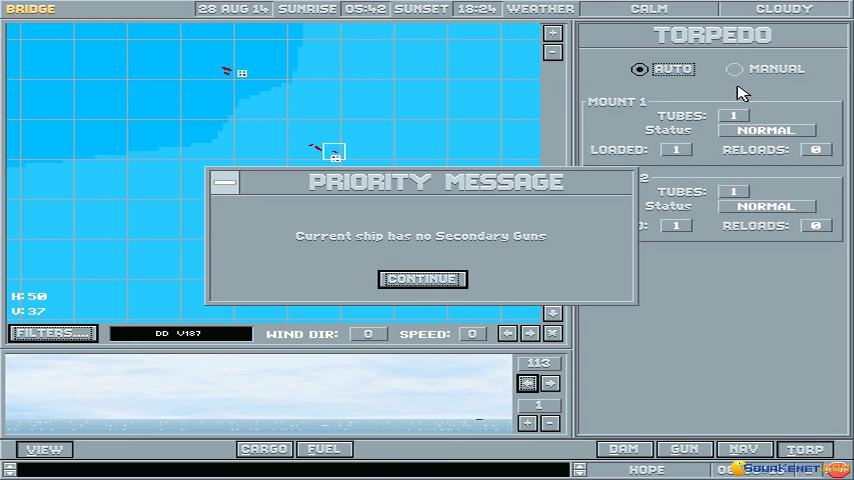 BRIDGE 28 AUG 14 SUNRISE 05:42 SUNSET 18:24 WEATHER CALM CLOUDY
+
-
TORPEDO
AUTO MANUAL
MOUNT 1
TUBES: 1
Status NORMAL
LOADED: 1 RELOADS: 0
PRIORITY MESSAGE
Current ship has no Secondary Guns
CONTINUE
2
TUBES: 1
Status NORMAL
1 RELOADS: 0
H:50
V:37
FILTERS.... DD V187 WIND DIR: 0 SPEED: 0
113
1
+ -
VIEW CARGO FUEL DAM GUN NAV TORP
HOPE
SQUAKENET.COM